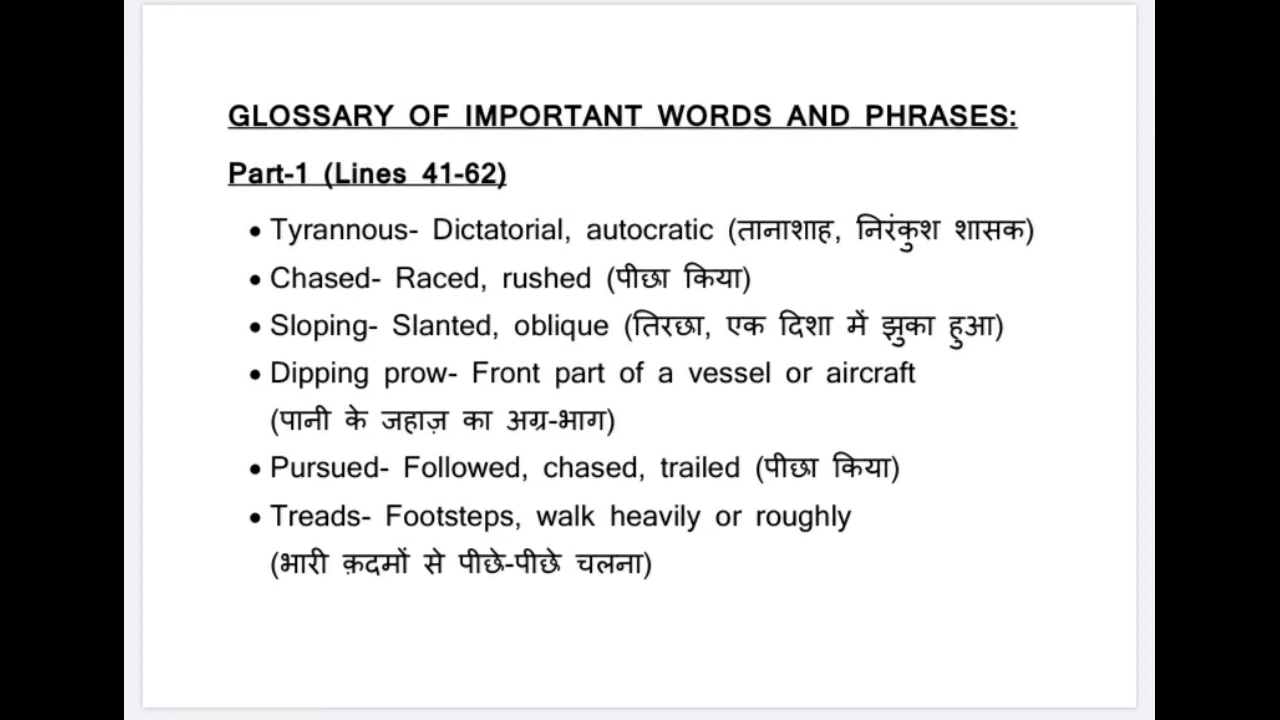 GLOSSARY OF IMPORTANT WORDS AND PHRASES:
Part-1 (Lines 41-62)
• Tyrannous- Dictatorial, autocratic (तानाशाह, निरंकुश शासक)
• Chased- Raced, rushed (पीछा किया)
• Sloping- Slanted, oblique (तिरछा, एक दिशा में झुका हुआ)
• Dipping prow- Front part of a vessel or aircraft
(पानी के जहाज़ का अग्र-भाग)
• Pursued- Followed, chased, trailed (पीछा किया)
• Treads- Footsteps, walk heavily or roughly
(भारी क़दमों से पीछे-पीछे चलना)